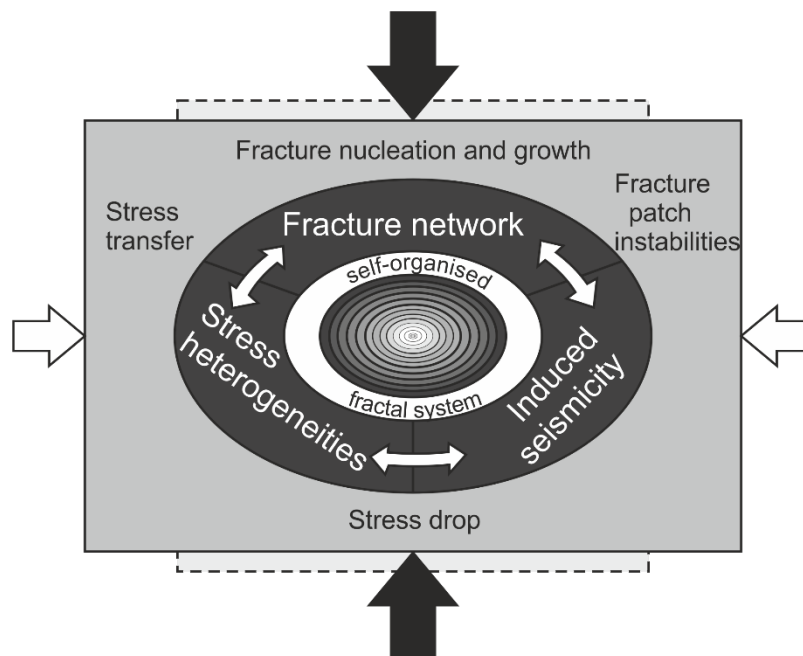 Fracture nucleation and growth
Stress
transfer
Fracture
patch
instabilities
Fracture network
self-organised
Stress
heterogeneities
Induced
seismicity
fractal system
Stress drop